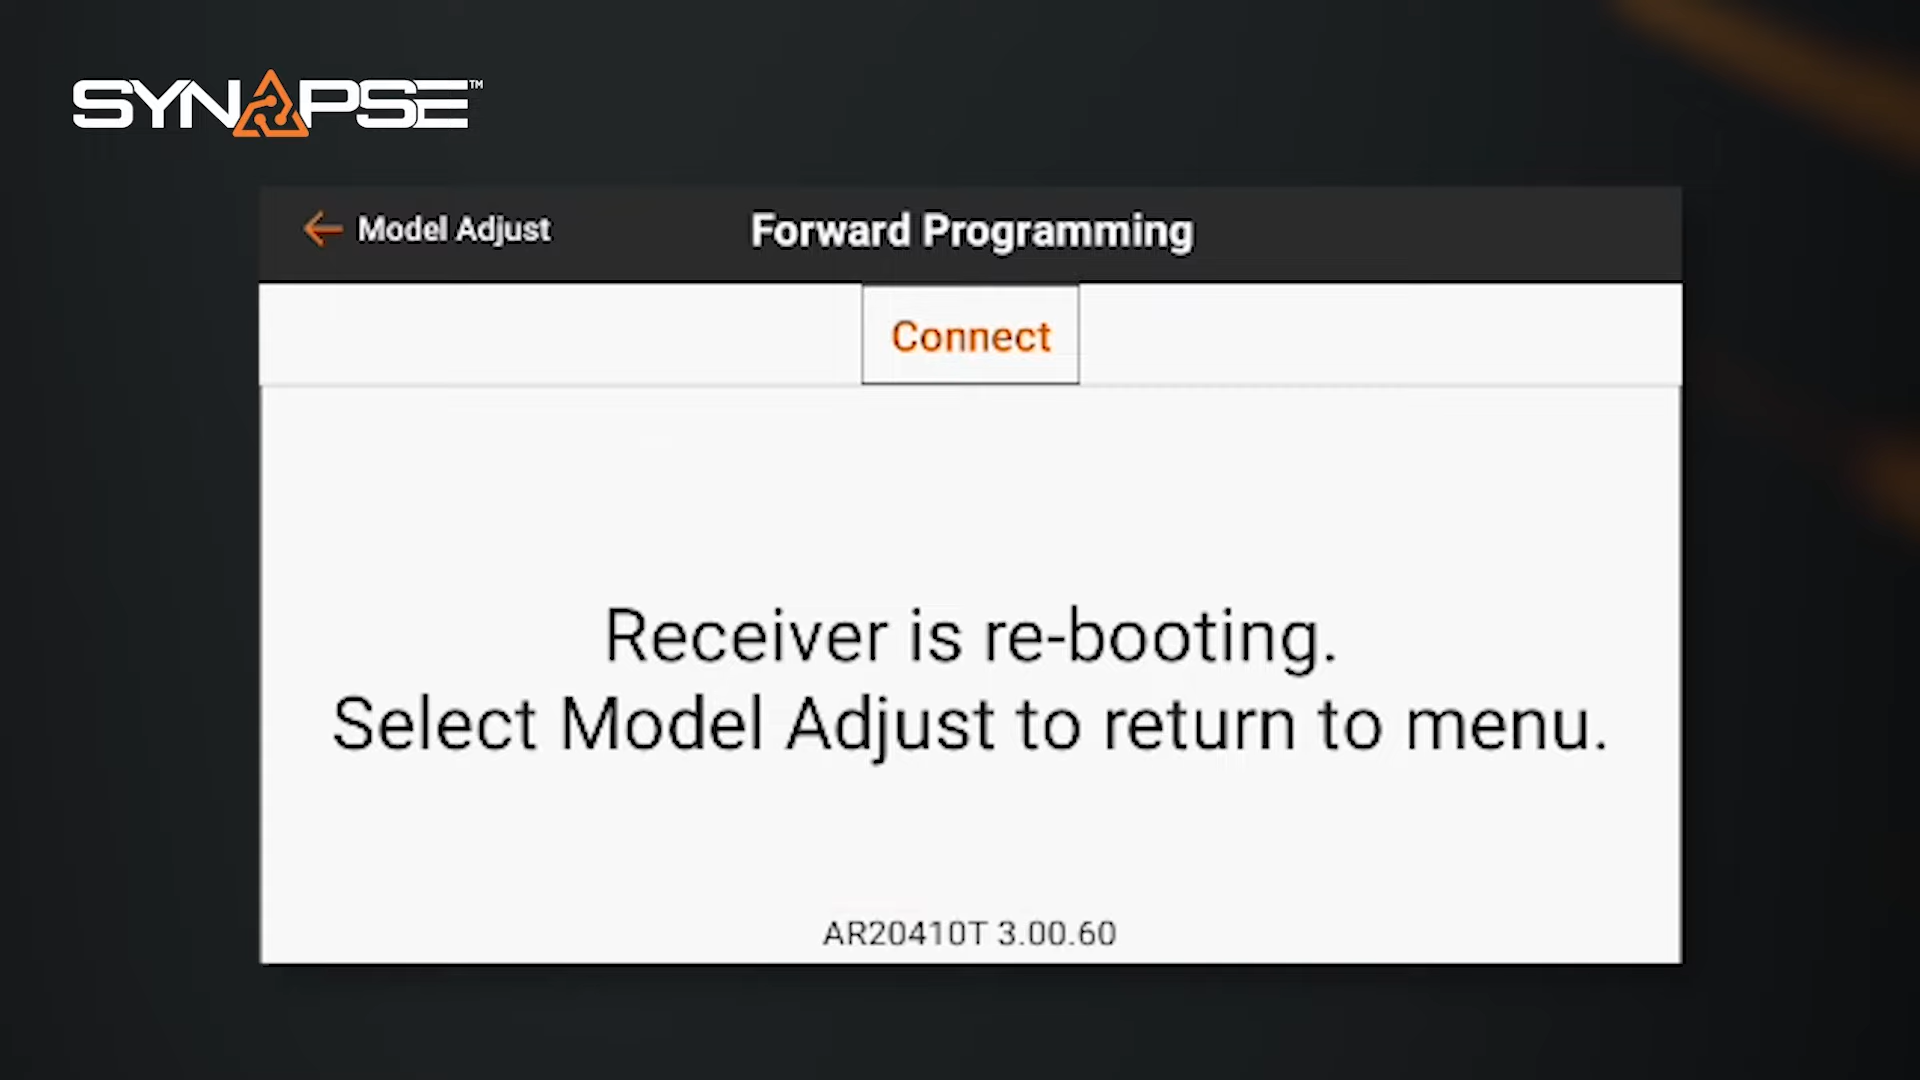 SYNAPSE™
Model Adjust
Forward Programming
Connect
Receiver is re-booting.
Select Model Adjust to return to menu.
AR20410T 3.00.60